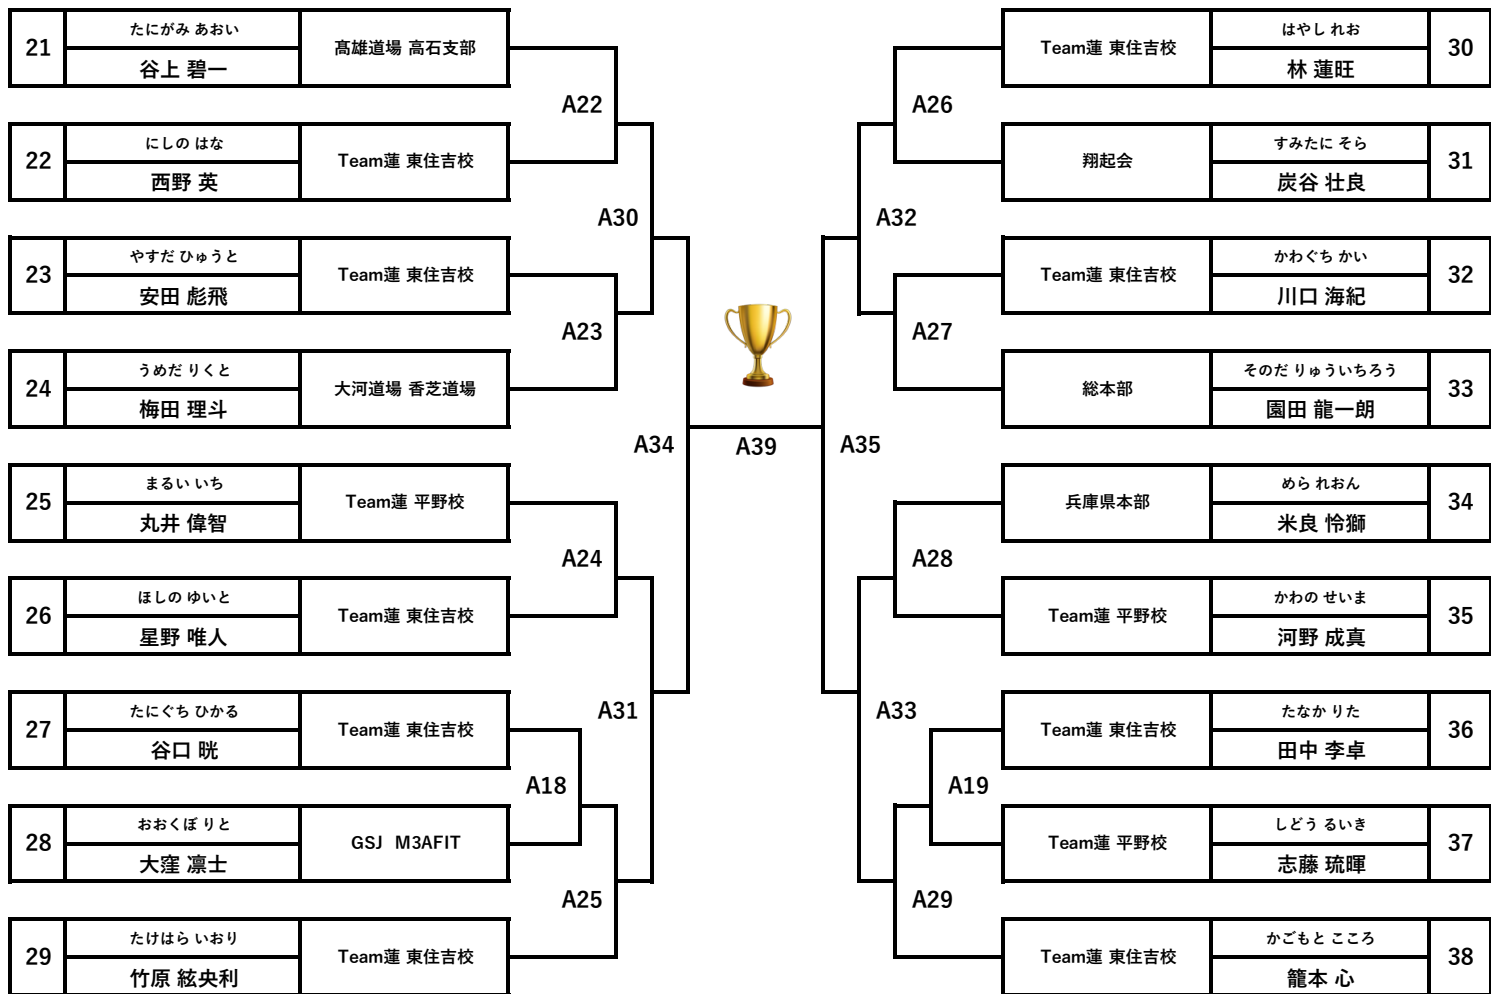 21
たにがみ あおい
谷上 碧一
髙雄道場 高石支部
22
にしの はな
西野 英
Team蓮 東住吉校
23
やすだ ひゅうと
安田 彪飛
Team蓮 東住吉校
24
うめだ りくと
梅田 理斗
大河道場 香芝道場
25
まるい いち
丸井 偉智
Team蓮 平野校
26
ほしの ゆいと
星野 唯人
Team蓮 東住吉校
27
たにぐち ひかる
谷口 晄
Team蓮 東住吉校
28
おおくぼ りと
大窪 凛士
GSJ M3AFIT
29
たけはら いおり
竹原 絃央利
Team蓮 東住吉校
A22
A30
A23
A34
A24
A31
A18
A25
A39
A26
A32
A27
A35
A28
A33
A19
A29
Team蓮 東住吉校
はやし れお
林 蓮旺
30
翔起会
すみたに そら
炭谷 壮良
31
Team蓮 東住吉校
かわぐち かい
川口 海紀
32
総本部
そのだ りゅういちろう
園田 龍一朗
33
兵庫県本部
めら れおん
米良 怜獅
34
Team蓮 平野校
かわの せいま
河野 成真
35
Team蓮 東住吉校
たなか りた
田中 李卓
36
Team蓮 平野校
しどう るいき
志藤 琉暉
37
Team蓮 東住吉校
かごもと こころ
籠本 心
38